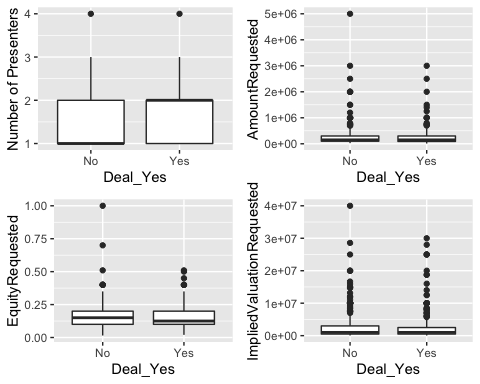 Number of Presenters
4
3
2
1
No Yes
Deal_Yes
AmountRequested
5e+06
4e+06
3e+06
2e+06
1e+06
0e+00
No Yes
Deal_Yes
EquityRequested
1.00
0.75
0.50
0.25
0.00
No Yes
Deal_Yes
ImpliedValuationRequested
4e+07
3e+07
2e+07
1e+07
0e+00
No Yes
Deal_Yes